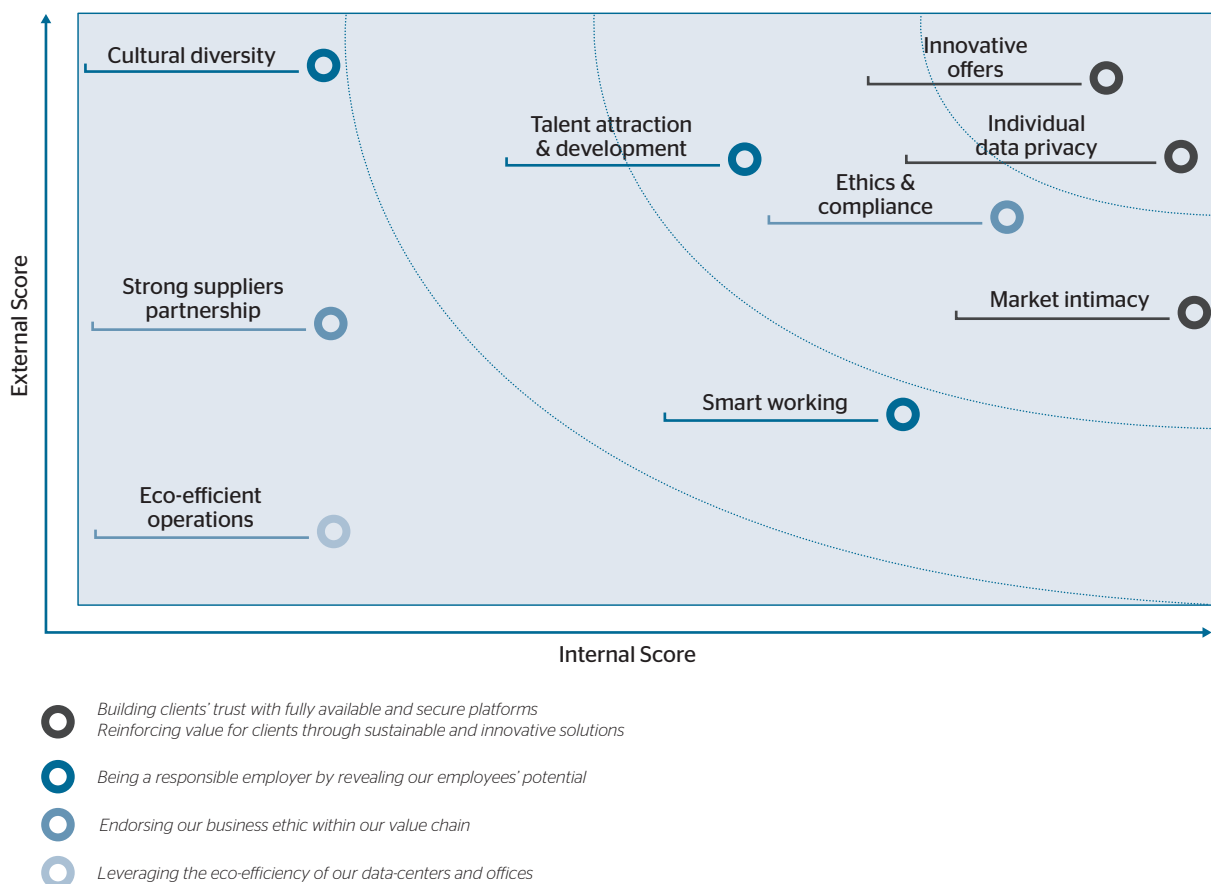 Cultural diversity
Innovative
offers
Talent attraction
& development
Individual
data privacy
Ethics &
compliance
Strong suppliers
partnership
Market intimacy
Smart working
Eco-efficient
operations
External Score
Internal Score
Building clients' trust with fully available and secure platforms
Reinforcing value for clients through sustainable and innovative solutions
Being a responsible employer by revealing our employees' potential
Endorsing our business ethic within our value chain
Leveraging the eco-efficiency of our data-centers and offices